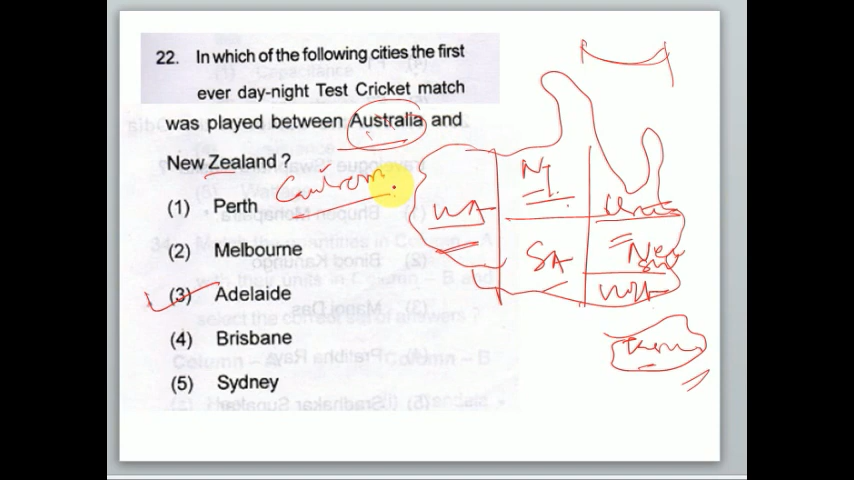 22. In which of the following cities the first
ever day-night Test Cricket match
was played between Australia and
New Zealand ?
(1) Perth
(2) Melbourne
(3) Adelaide
(4) Brisbane
(5) Sydney
WA
NT
SA